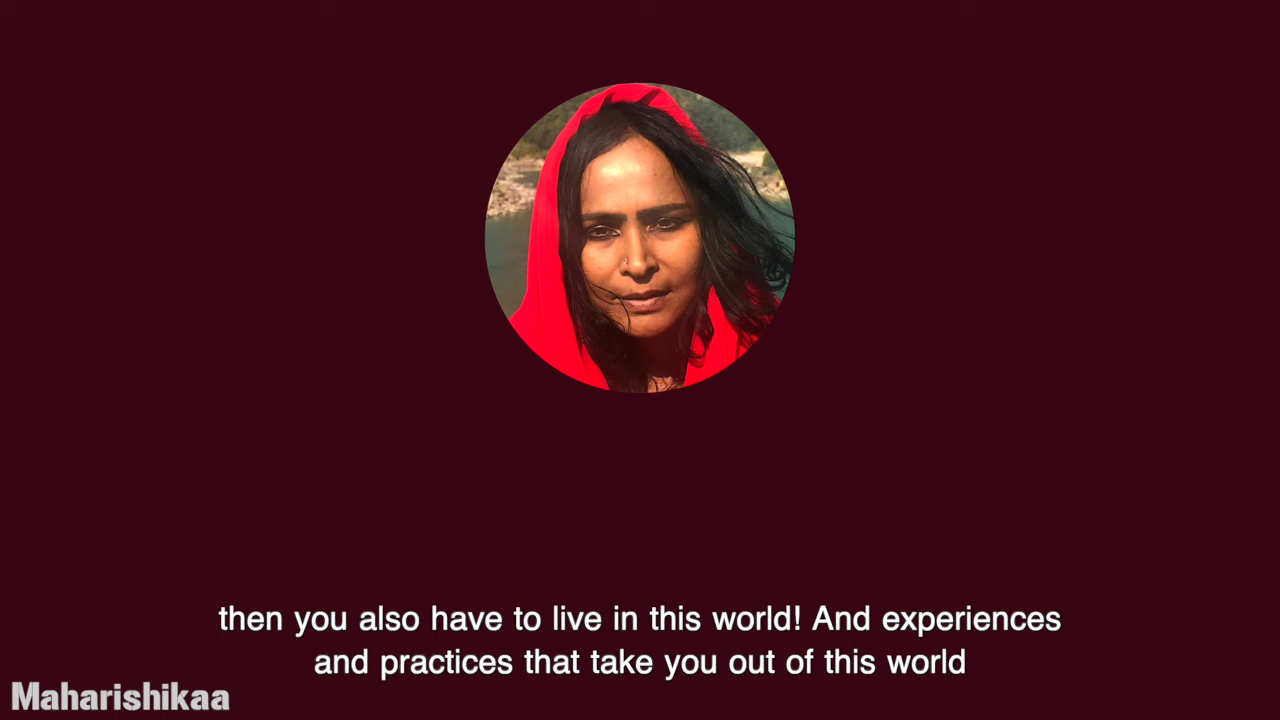 then you also have to live in this world! And experiences
and practices that take you out of this world
Maharishikaa